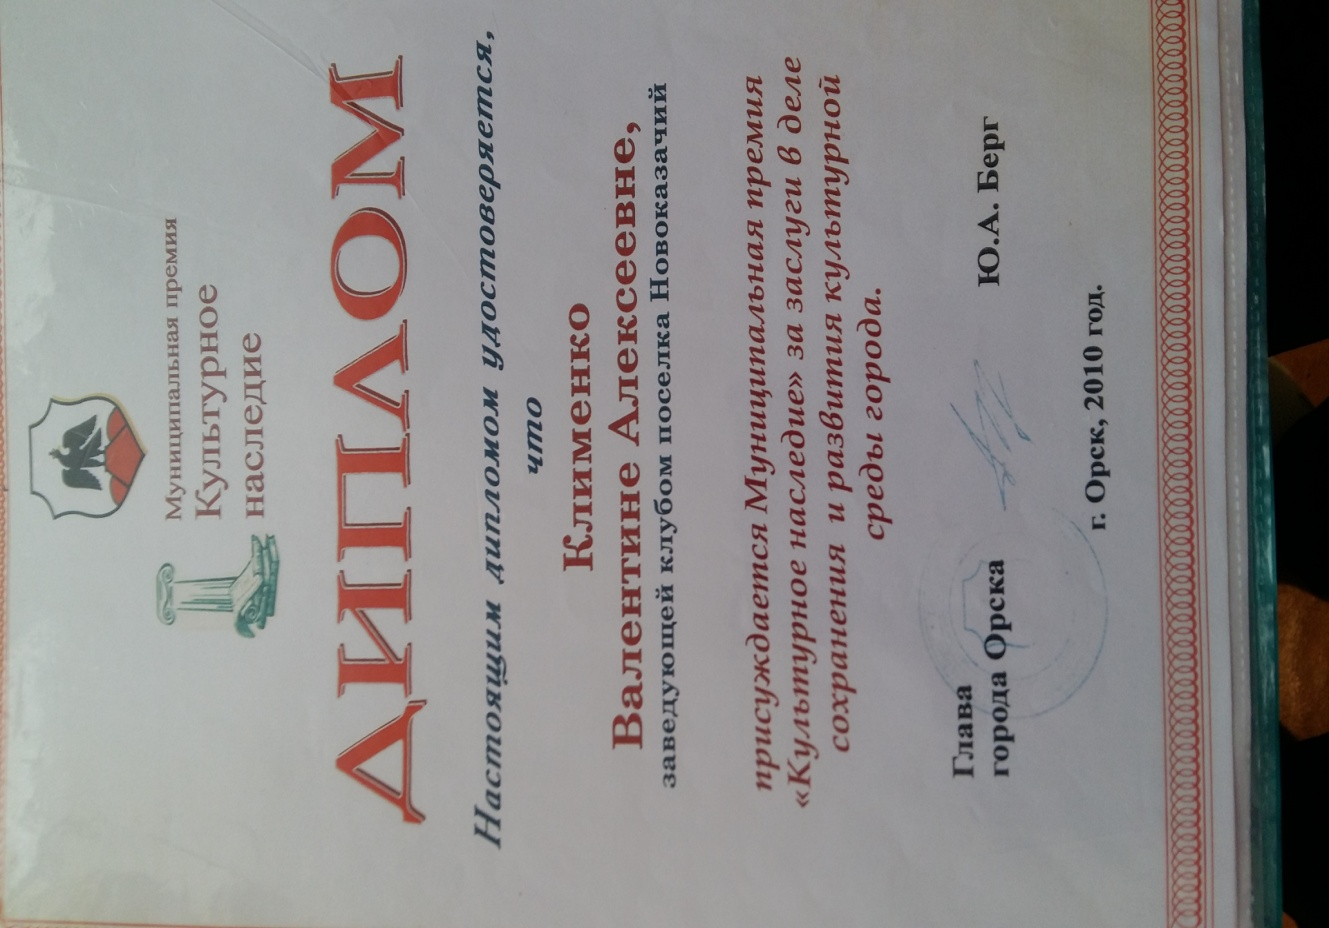 Муниципальная премия
Культурное
наследие
ДИПЛОМ
Настоящим дипломом удостоверяется,
что
Клименко
Валентине Алексеевне,
заведующей клубом поселка Новоказачий
присуждается Муниципальная премия
«Культурное наследие» за заслуги в деле
сохранения и развития культурной
среды города.
Глава
города Орска Ю.А. Берг
г. Орск, 2010 год.